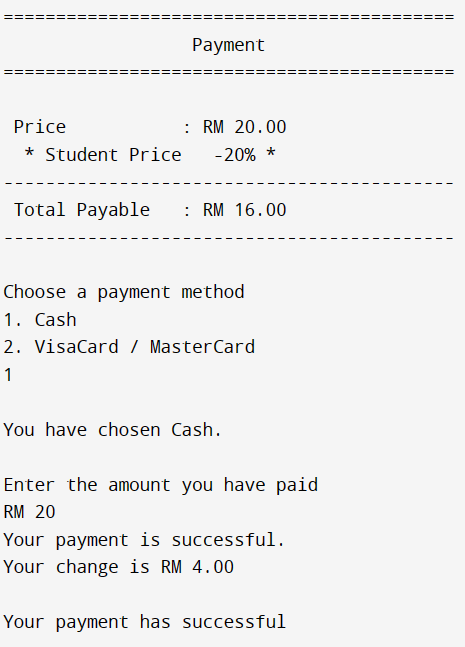 ===========================================
                  Payment
===========================================

 Price           : RM 20.00
  * Student Price   -20% *
-------------------------------------------
 Total Payable   : RM 16.00
-------------------------------------------

Choose a payment method
1. Cash
2. VisaCard / MasterCard
1

You have chosen Cash.

Enter the amount you have paid
RM 20
Your payment is successful.
Your change is RM 4.00

Your payment has successful